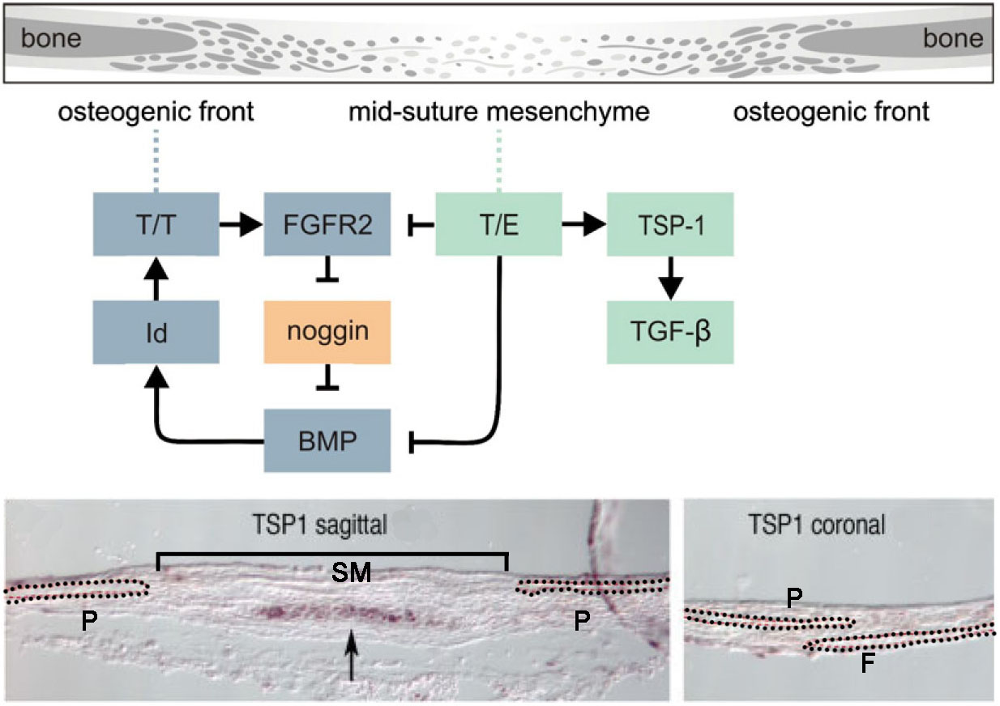 bone
bone
osteogenic front
mid-suture mesenchyme
osteogenic front
T/T
FGFR2
T/E
TSP-1
Id
noggin
TGF-β
BMP
TSP1 sagittal
SM
P
P
TSP1 coronal
P
F